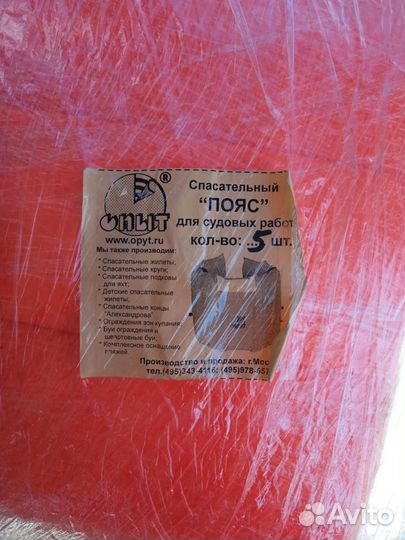 Спасательный
®
"ПОЯС"
ОПЫТ
для судовых работ
www.opyt.ru
кол-во: ..5 шт.
Мы также производим:
* Спасательные жилеты;
* Спасательные круги;
* Спасательные подковы
для яхт;
* Детские спасательные
жилеты;
* Спасательные концы
"Александрова"
* Ограждения зон купания;
* Буи ограждения и
швартовные буи;
* Комплексное оснащение
пляжей.
Производство и продажа: г.Мос
тел.(495)343-4116; (495)978-65
Avito